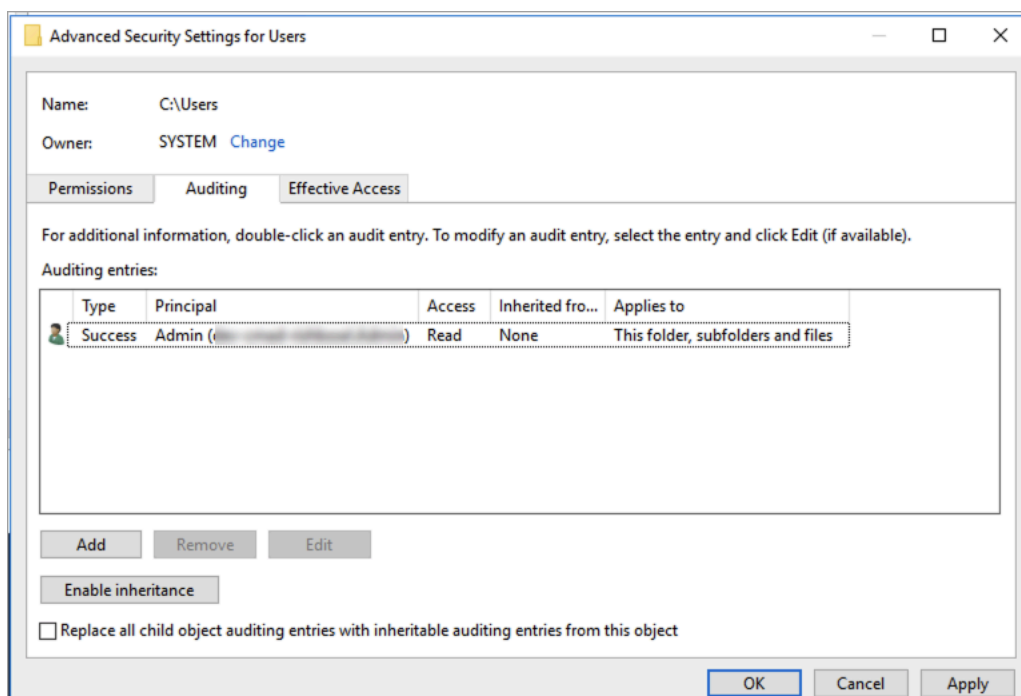 Advanced Security Settings for Users
Name: C:\Users
Owner: SYSTEM Change
Permissions Auditing Effective Access
For additional information, double-click an audit entry. To modify an audit entry, select the entry and click Edit (if available).
Auditing entries:
Type Principal Access Inherited fro... Applies to
Success Admin ( ) Read None This folder, subfolders and files
Add Remove Edit
Enable inheritance
Replace all child object auditing entries with inheritable auditing entries from this object
OK Cancel Apply